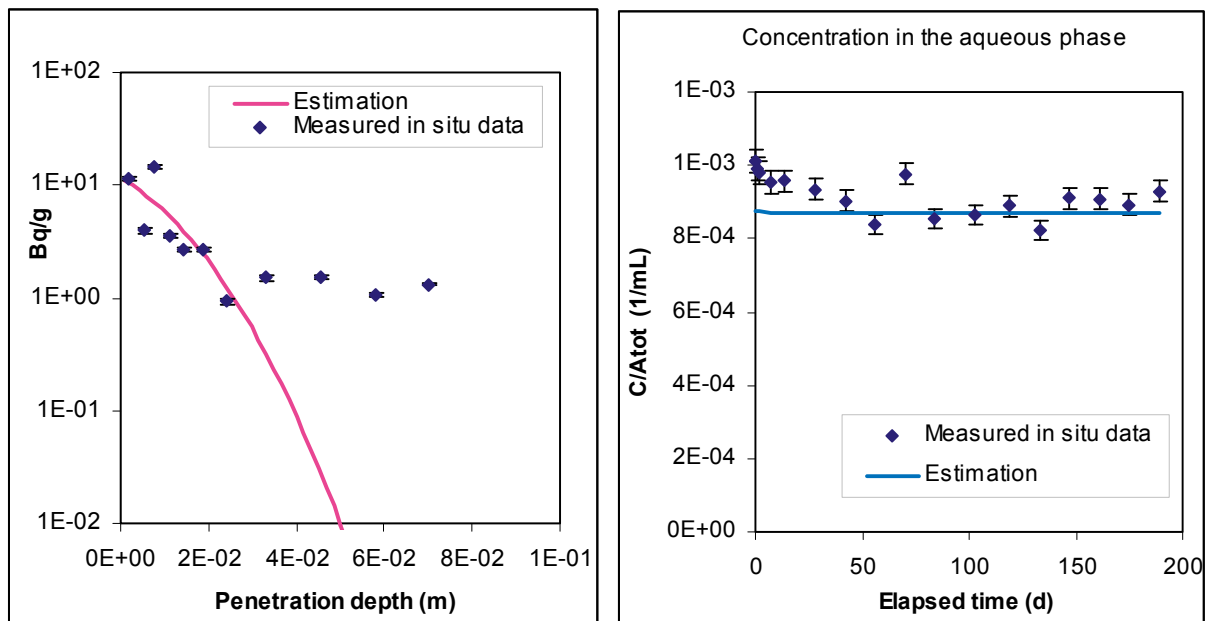 1E+02
1E+01
1E+00
1E-01
1E-02
Bq/g
Estimation
Measured in situ data
0E+00 2E-02 4E-02 6E-02 8E-02 1E-01
Penetration depth (m)
Concentration in the aqueous phase
1E-03
1E-03
8E-04
6E-04
4E-04
2E-04
0E+00
C/Atot (1/mL)
Measured in situ data
Estimation
0 50 100 150 200
Elapsed time (d)